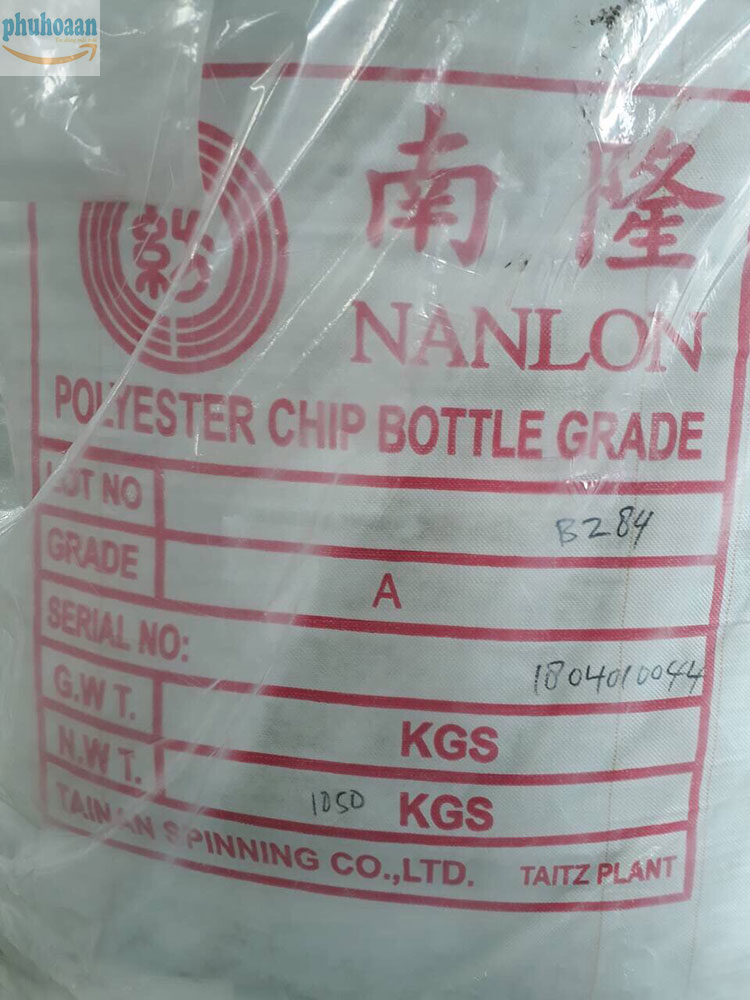 phuhoaan
紡
南隆
NANLON
POLYESTER CHIP BOTTLE GRADE
LOT NO B284
GRADE A
SERIAL NO: 1804010044
G.W T. KGS
N.W T. 1050 KGS
TAINAN SPINNING CO.,LTD. TAITZ PLANT